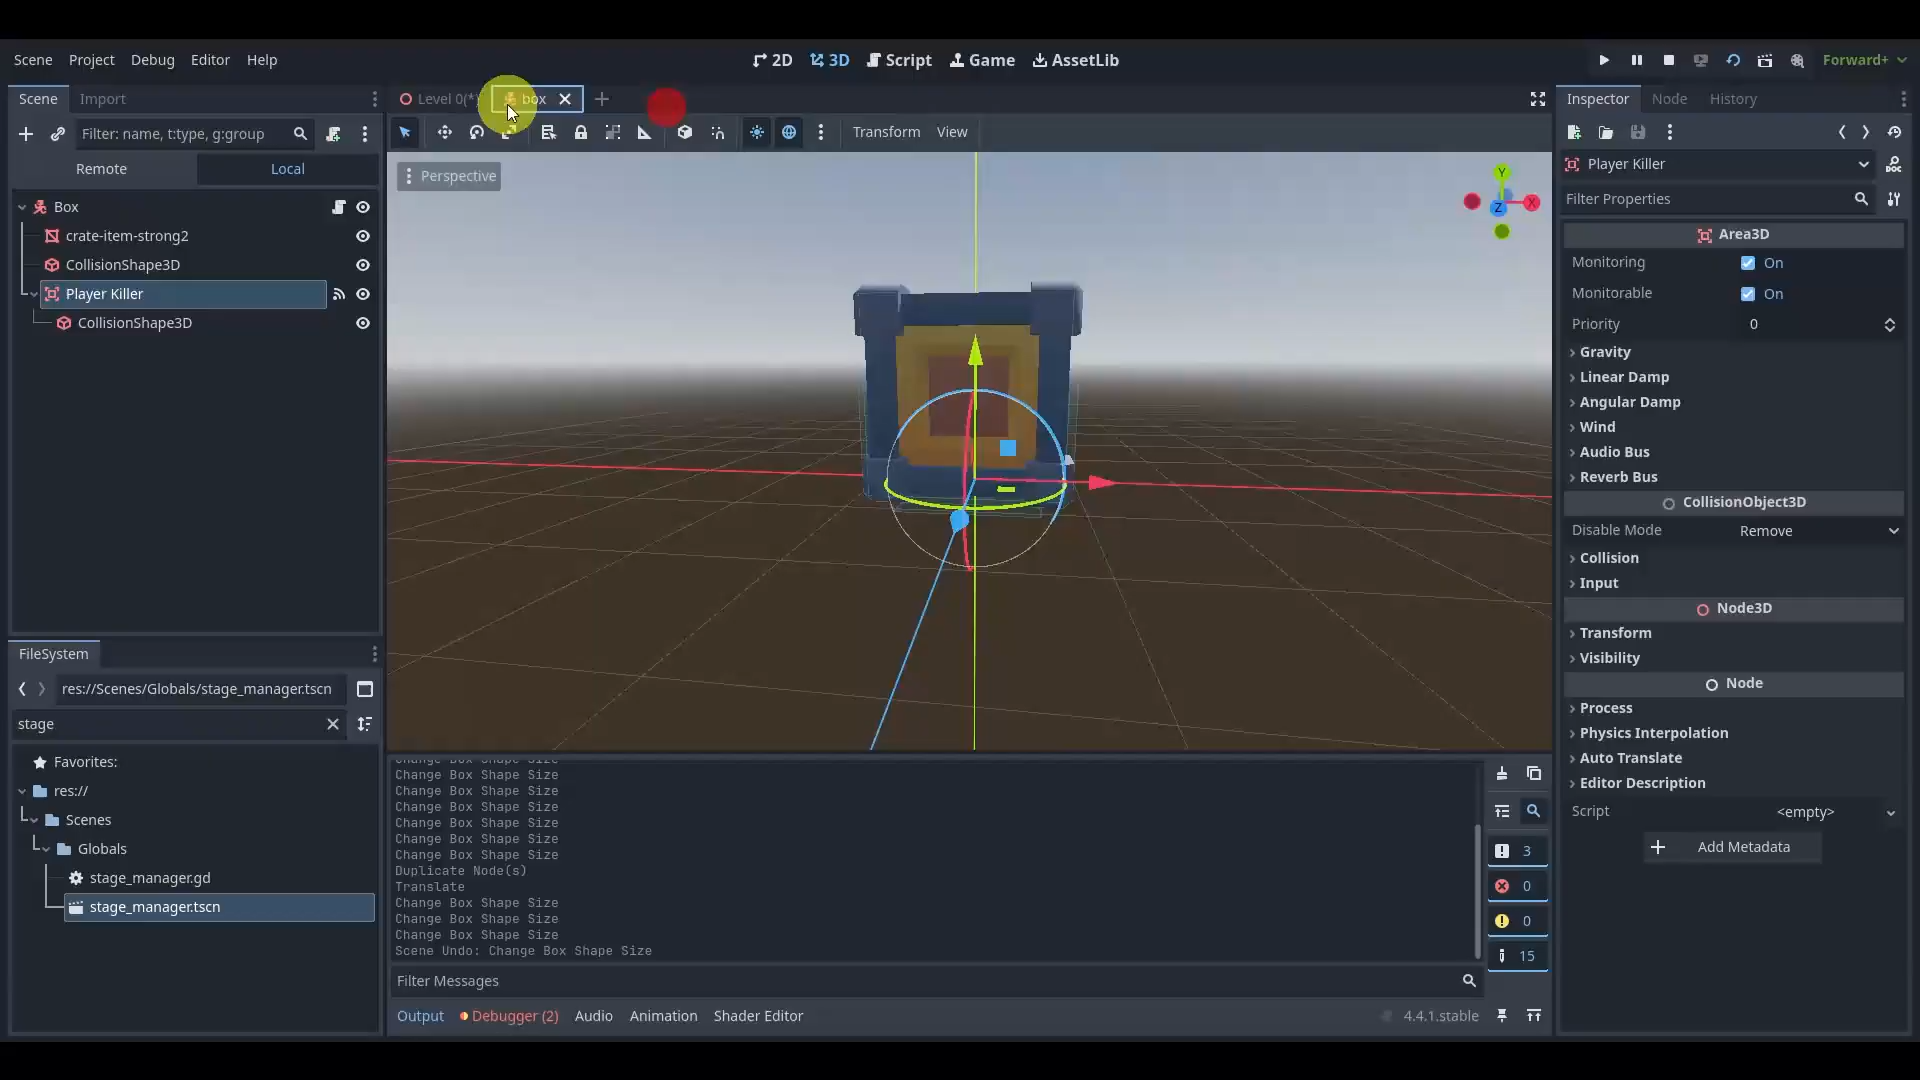 Scene Project Debug Editor Help
2D 3D Script Game AssetLib
Forward+
Scene Import
Level 0(*) box
Inspector Node History
Filter: name, t:type, g:group
Transform View
Remote Local
Perspective
Player Killer
Filter Properties
Box
crate-item-strong2
CollisionShape3D
Player Killer
CollisionShape3D
Y
X
Z
Area3D
Monitoring On
Monitorable On
Priority 0
Gravity
Linear Damp
Angular Damp
Wind
Audio Bus
Reverb Bus
CollisionObject3D
Disable Mode Remove
Collision
Input
Node3D
Transform
Visibility
Node
Process
Physics Interpolation
Auto Translate
Editor Description
Script <empty>
Add Metadata
FileSystem
res://Scenes/Globals/stage_manager.tscn
stage
Favorites:
res://
Scenes
Globals
stage_manager.gd
stage_manager.tscn
Change Box Shape Size
Change Box Shape Size
Change Box Shape Size
Change Box Shape Size
Change Box Shape Size
Change Box Shape Size
Change Box Shape Size
Duplicate Node(s)
Translate
Change Box Shape Size
Change Box Shape Size
Change Box Shape Size
Scene Undo: Change Box Shape Size
3
0
0
15
Filter Messages
Output Debugger (2) Audio Animation Shader Editor
4.4.1.stable